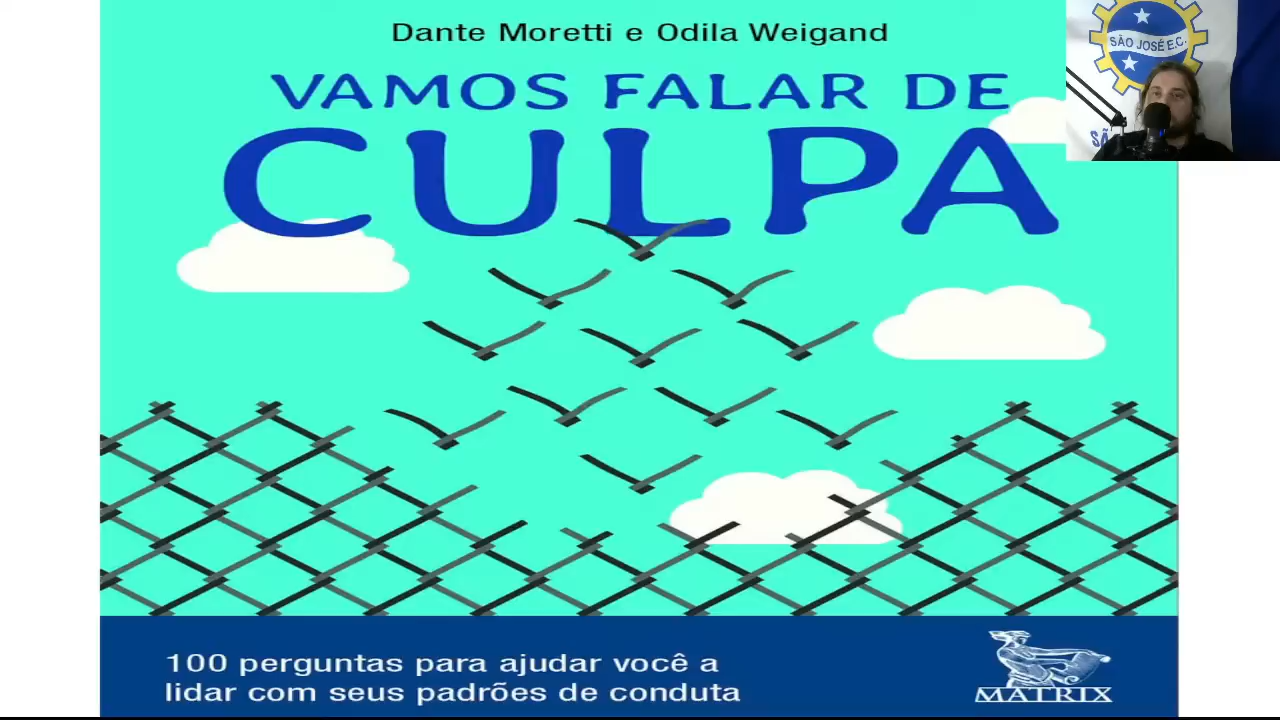 Dante Moretti e Odila Weigand
VAMOS FALAR DE
CULPA
SÃO JOSÉ E.C.
SÃ
100 perguntas para ajudar você a
lidar com seus padrões de conduta
MATRIX